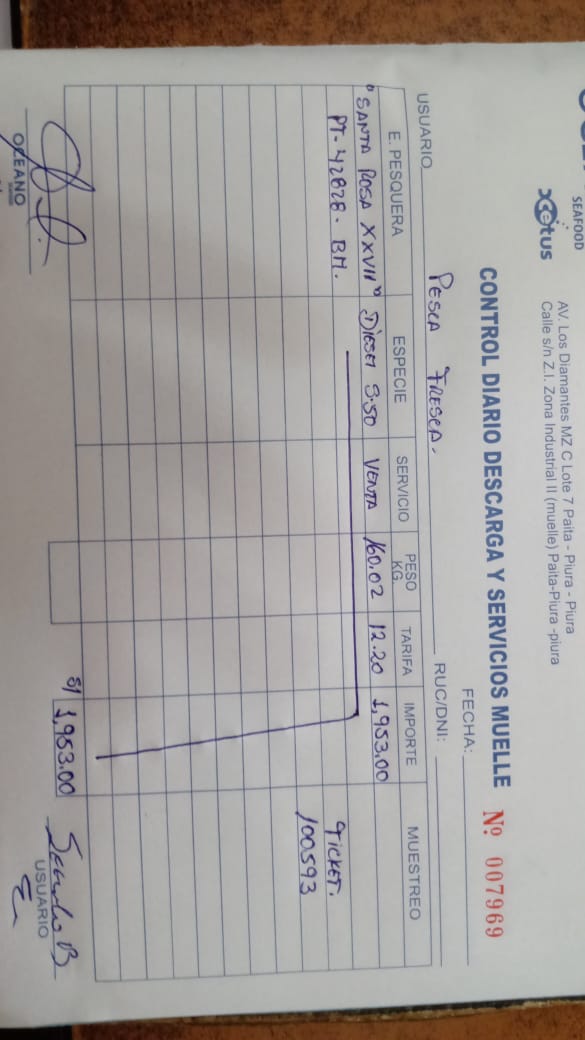 SEAFOOD
xcetus
AV. Los Diamantes MZ C Lote 7 Paita - Piura - Piura
Calle s/n Z.I. Zona Industrial II (muelle) Paita-Piura -piura
CONTROL DIARIO DESCARGA Y SERVICIOS MUELLE Nº 007969
FECHA:
USUARIO PESCA FRESCA. RUC/DNI:
E. PESQUERA ESPECIE SERVICIO PESO KG. TARIFA IMPORTE MUESTREO
"SANTA ROSA XXVII" DIESEL 3.50 VENTA 160.02 12.20 1,953.00
PT-42828-BM.
TICKET.
100593
S/ 1,953.00
OCEANO
USUARIO